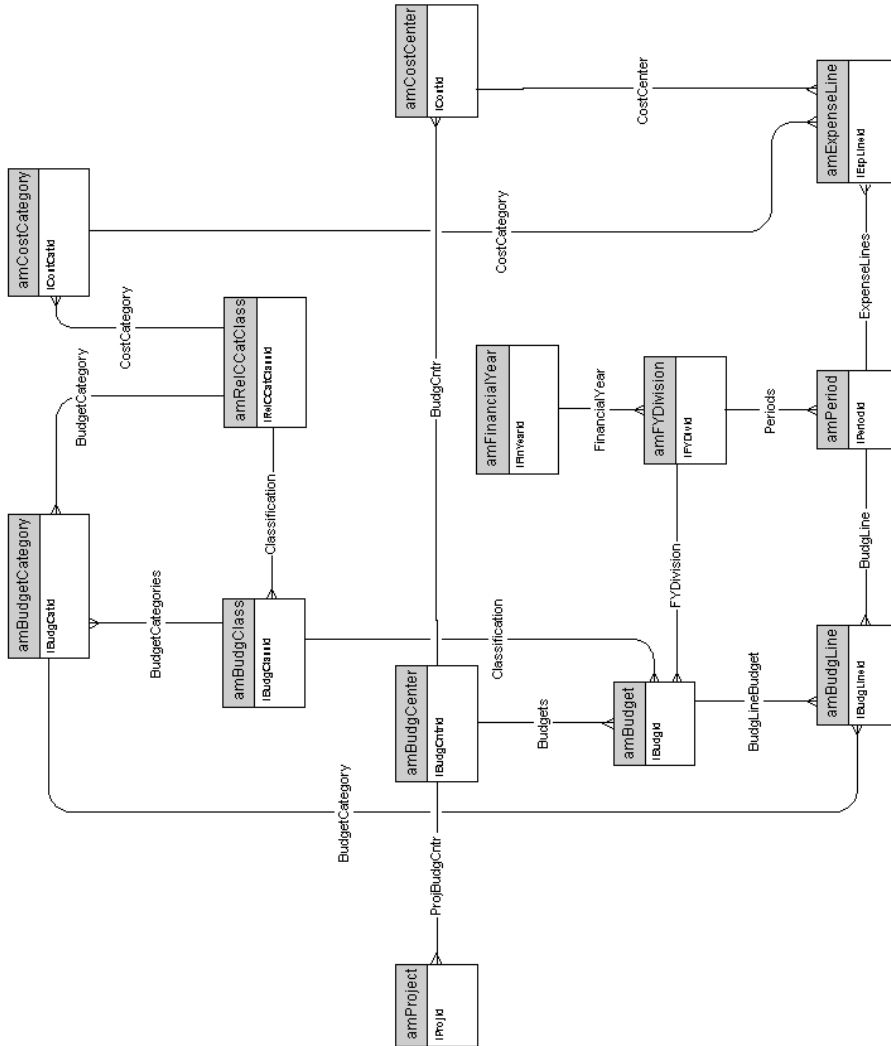 amBudgetCategory
lBudgCatId
amCostCategory
lCostCatId
BudgetCategory
CostCategory
BudgetCategories
amRelCCatClass
lRelCCatClassId
amBudgClass
lBudgClassId
Classification
BudgetCategory
amProject
lProjId
ProjBudgCntr
amBudgCenter
lBudgCntrId
BudgCntr
amCostCenter
lCostId
amFinancialYear
lFinYearId
Classification
CostCategory
Budgets
FinancialYear
CostCenter
amBudget
lBudgId
FYDivision
amFYDivision
lFYDivId
BudgLineBudget
Periods
amBudgLine
lBudgLineId
BudgLine
amPeriod
lPeriodId
ExpenseLines
amExpenseLine
lExpLineId